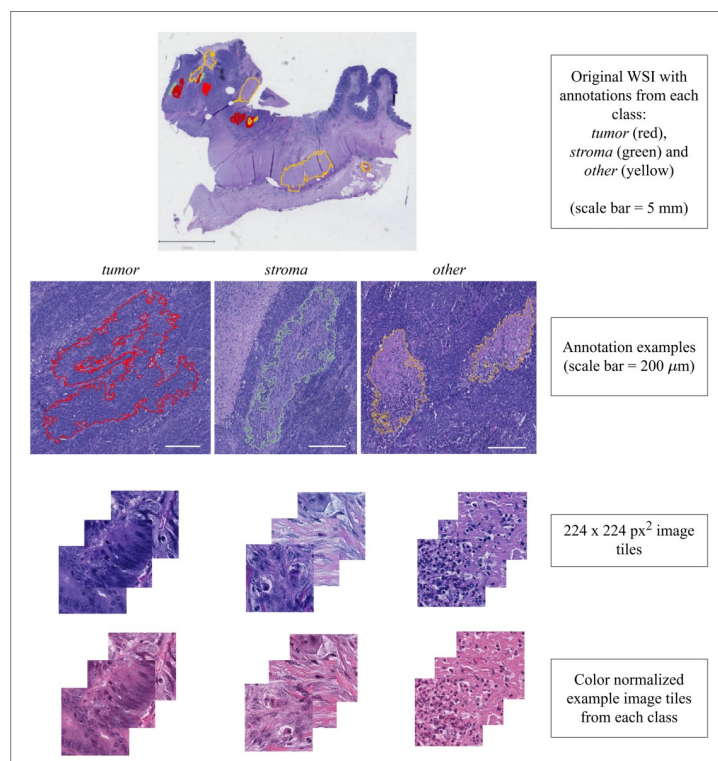 Original WSI with
annotations from each
class:
tumor (red),
stroma (green) and
other (yellow)
(scale bar = 5 mm)
tumor stroma other
Annotation examples
(scale bar = 200 μm)
224 x 224 px² image
tiles
Color normalized
example image tiles
from each class